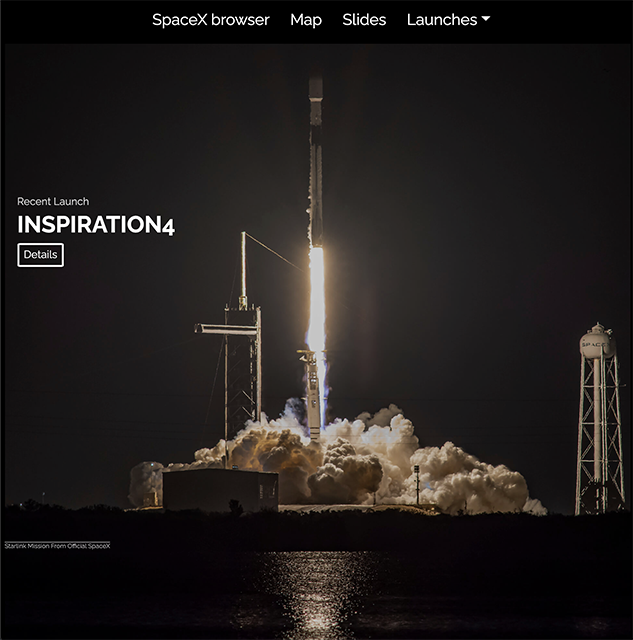 SpaceX browser Map Slides Launches
Recent Launch
INSPIRATION4
Details
SPACEX
Starlink Mission From Official SpaceX